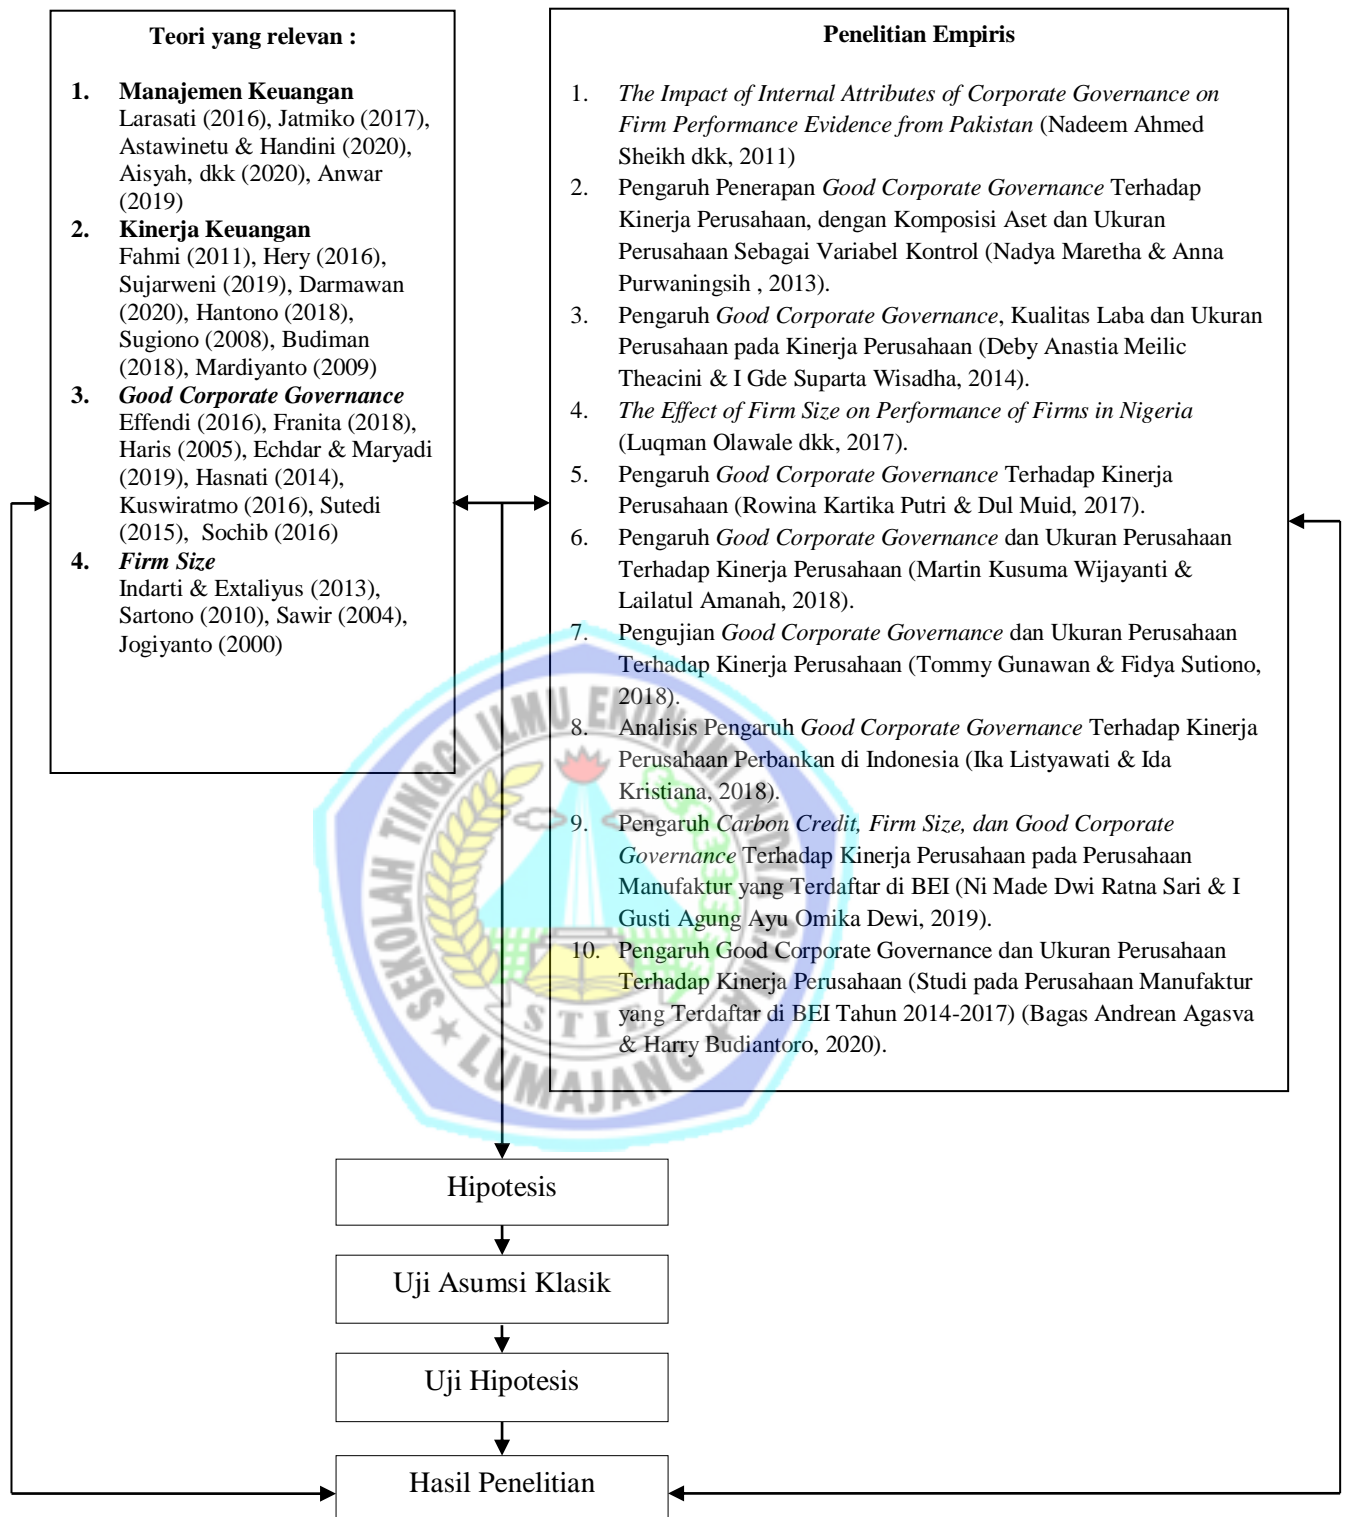 Teori yang relevan :
1. Manajemen Keuangan
Larasati (2016), Jatmiko (2017),
Astawinetu & Handini (2020),
Aisyah, dkk (2020), Anwar
(2019)
2. Kinerja Keuangan
Fahmi (2011), Hery (2016),
Sujarweni (2019), Darmawan
(2020), Hantono (2018),
Sugiono (2008), Budiman
(2018), Mardiyanto (2009)
3. Good Corporate Governance
Effendi (2016), Franita (2018),
Haris (2005), Echdar & Maryadi
(2019), Hasnati (2014),
Kuswiratmo (2016), Sutedi
(2015), Sochib (2016)
4. Firm Size
Indarti & Extaliyus (2013),
Sartono (2010), Sawir (2004),
Jogiyanto (2000)
Penelitian Empiris
1. The Impact of Internal Attributes of Corporate Governance on
Firm Performance Evidence from Pakistan (Nadeem Ahmed
Sheikh dkk, 2011)
2. Pengaruh Penerapan Good Corporate Governance Terhadap
Kinerja Perusahaan, dengan Komposisi Aset dan Ukuran
Perusahaan Sebagai Variabel Kontrol (Nadya Maretha & Anna
Purwaningsih , 2013).
3. Pengaruh Good Corporate Governance, Kualitas Laba dan Ukuran
Perusahaan pada Kinerja Perusahaan (Deby Anastia Meilic
Theacini & I Gde Suparta Wisadha, 2014).
4. The Effect of Firm Size on Performance of Firms in Nigeria
(Luqman Olawale dkk, 2017).
5. Pengaruh Good Corporate Governance Terhadap Kinerja
Perusahaan (Rowina Kartika Putri & Dul Muid, 2017).
6. Pengaruh Good Corporate Governance dan Ukuran Perusahaan
Terhadap Kinerja Perusahaan (Martin Kusuma Wijayanti &
Lailatul Amanah, 2018).
7. Pengujian Good Corporate Governance dan Ukuran Perusahaan
Terhadap Kinerja Perusahaan (Tommy Gunawan & Fidya Sutiono,
2018).
8. Analisis Pengaruh Good Corporate Governance Terhadap Kinerja
Perusahaan Perbankan di Indonesia (Ika Listyawati & Ida
Kristiana, 2018).
9. Pengaruh Carbon Credit, Firm Size, dan Good Corporate
Governance Terhadap Kinerja Perusahaan pada Perusahaan
Manufaktur yang Terdaftar di BEI (Ni Made Dwi Ratna Sari & I
Gusti Agung Ayu Omika Dewi, 2019).
10. Pengaruh Good Corporate Governance dan Ukuran Perusahaan
Terhadap Kinerja Perusahaan (Studi pada Perusahaan Manufaktur
yang Terdaftar di BEI Tahun 2014-2017) (Bagas Andrean Agasva
& Harry Budiantoro, 2020).
SEKOLAH TINGGI ILMU EKONOMI WIDYA GAMA
STIE
LUMAJANG
Hipotesis
Uji Asumsi Klasik
Uji Hipotesis
Hasil Penelitian